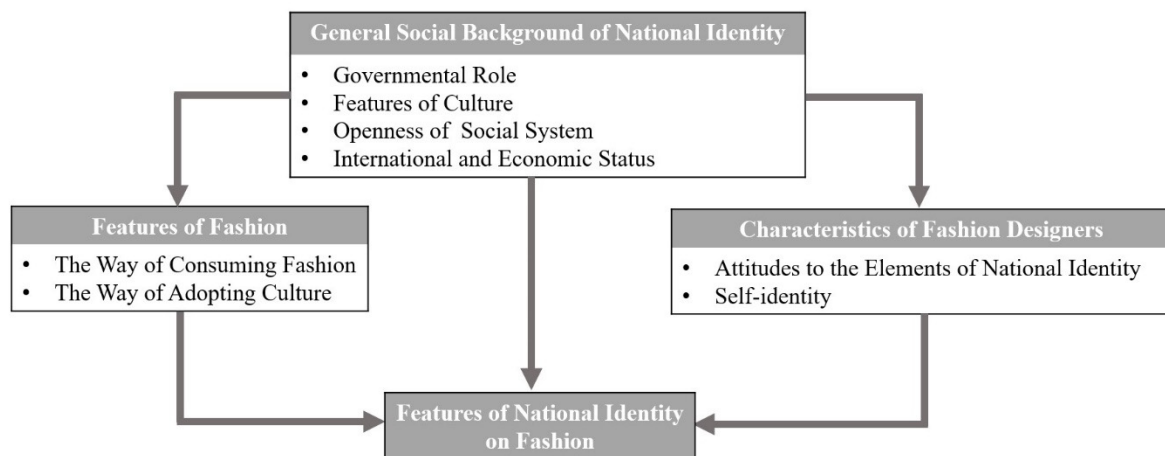 General Social Background of National Identity
• Governmental Role
• Features of Culture
• Openness of Social System
• International and Economic Status
Features of Fashion
• The Way of Consuming Fashion
• The Way of Adopting Culture
Characteristics of Fashion Designers
• Attitudes to the Elements of National Identity
• Self-identity
Features of National Identity
on Fashion